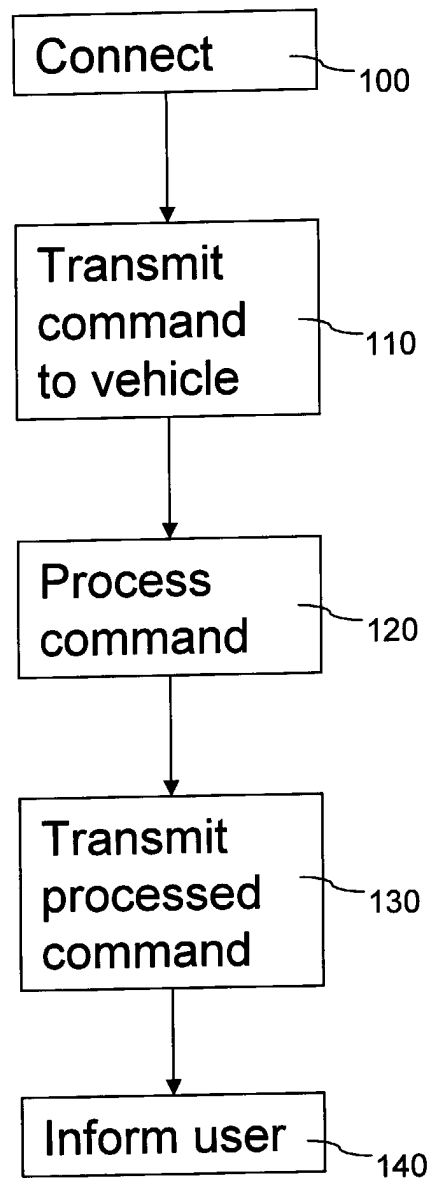 Connect
100
Transmit
command
to vehicle
110
Process
command
120
Transmit
processed
command
130
Inform user
140